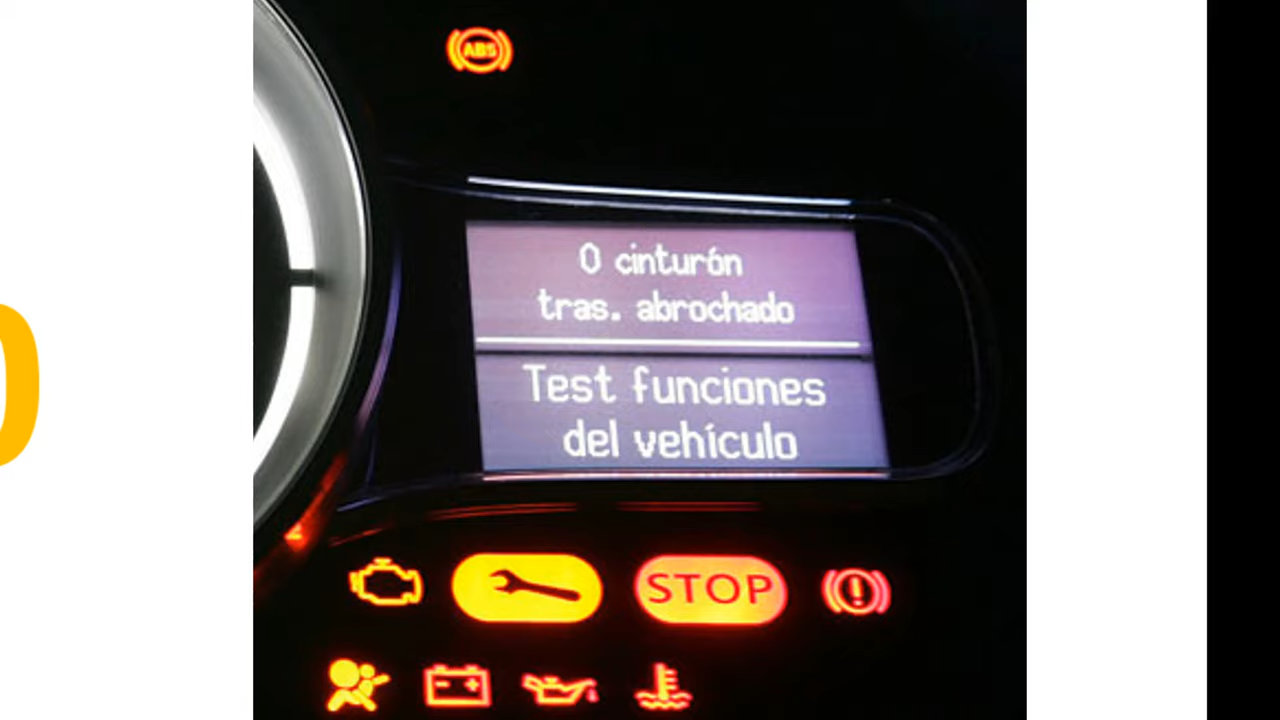 ABS
0 cinturón
tras. abrochado
Test funciones
del vehículo
STOP